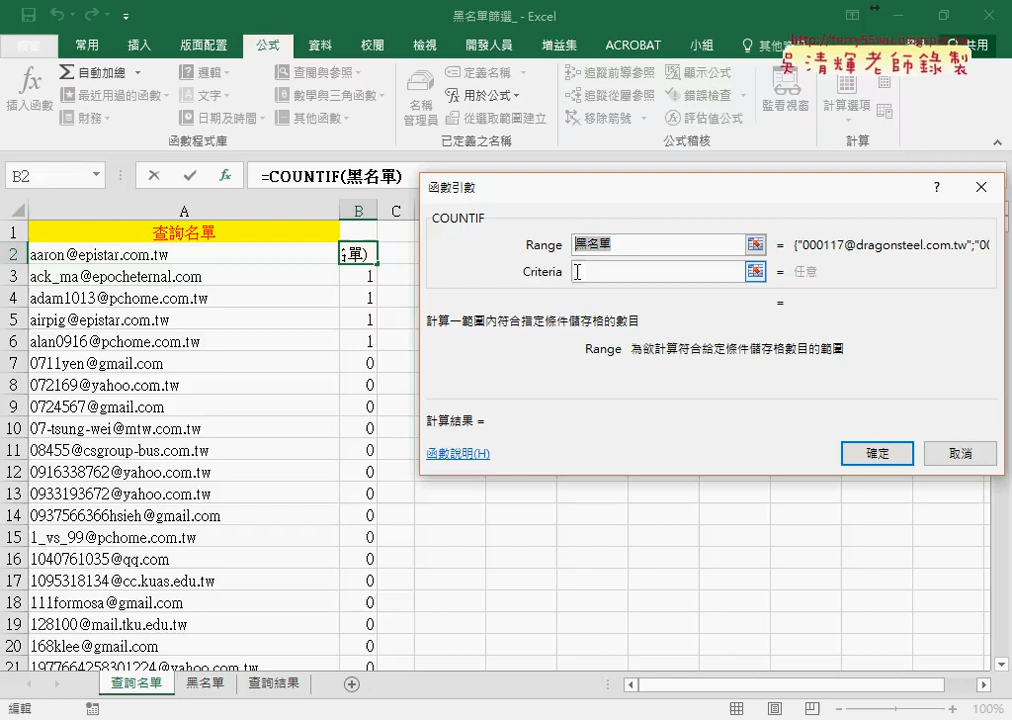 黑名單篩選_ - Excel
常用 插入 版面配置 公式 資料 校閱 檢視 開發人員 增益集 ACROBAT 小組 其他 共用
吳清輝老師錄製
fx 插入函數
自動加總 最近用過的函數 財務
邏輯 文字 日期及時間
查閱與參照 數學與三角函數 其他函數
函數程式庫
名稱管理員
定義名稱 用於公式 從選取範圍建立
已定義之名稱
追蹤前導參照 追蹤從屬參照 移除箭號
顯示公式 錯誤檢查 評估值公式
公式稽核
監看視窗 計算選項
計算
B2 fx =COUNTIF(黑名單)
A B C
1 查詢名單
2 aaron@epistar.com.tw 單)
3 ack_ma@epocheternal.com 1
4 adam1013@pchome.com.tw 1
5 airpig@epistar.com.tw 1
6 alan0916@pchome.com.tw 1
7 0711yen@gmail.com 0
8 072169@yahoo.com.tw 0
9 0724567@gmail.com 0
10 07-tsung-wei@mtw.com.tw 0
11 08455@csgroup-bus.com.tw 0
12 0916338762@yahoo.com.tw 0
13 0933193672@yahoo.com.tw 0
14 0937566366hsieh@gmail.com 0
15 1_vs_99@pchome.com.tw 0
16 1040761035@qq.com 0
17 1095318134@cc.kuas.edu.tw 0
18 111formosa@gmail.com 0
19 128100@mail.tku.edu.tw 0
20 168klee@gmail.com 0
21 1977664258301224@yahoo.com.tw 0
函數引數 ?
COUNTIF
Range 黑名單 = {"000117@dragonsteel.com.tw";"00
Criteria = 任意
=
計算一範圍內符合指定條件儲存格的數目
Range 為欲計算符合給定條件儲存格數目的範圍
計算結果 =
函數說明(H) 確定 取消
查詢名單 黑名單 查詢結果
編輯 100%